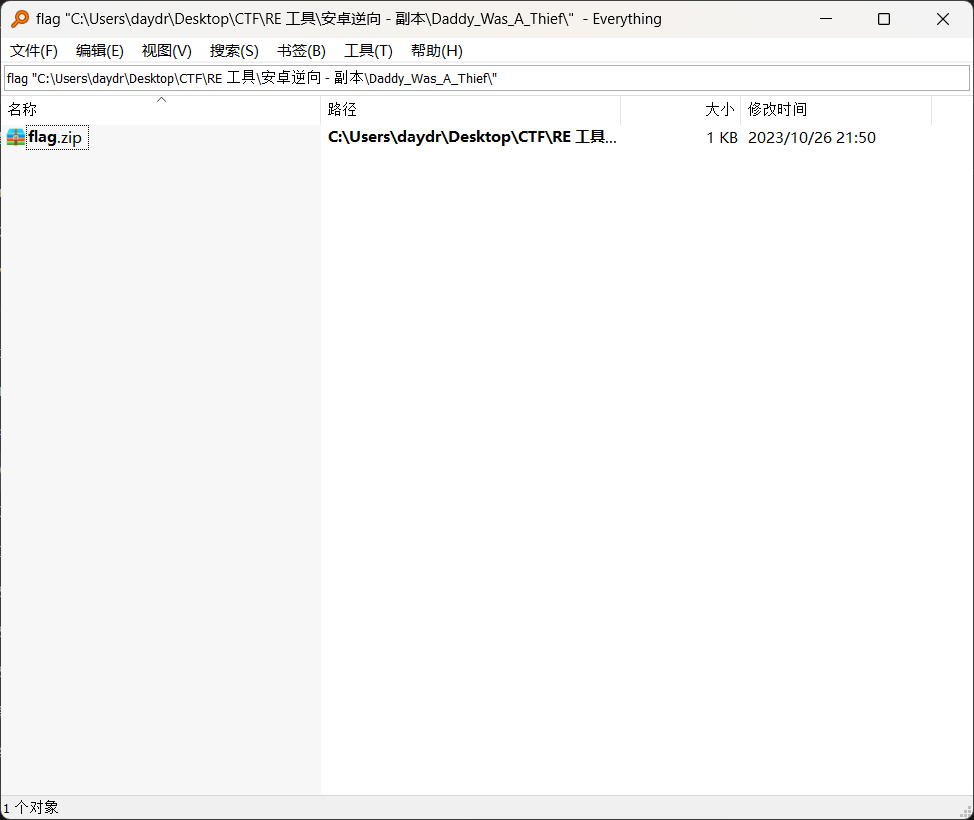 flag "C:\Users\daydr\Desktop\CTF\RE 工具\安卓逆向 - 副本\Daddy_Was_A_Thief\" - Everything
文件(F) 编辑(E) 视图(V) 搜索(S) 书签(B) 工具(T) 帮助(H)
flag "C:\Users\daydr\Desktop\CTF\RE 工具\安卓逆向 - 副本\Daddy_Was_A_Thief\"
名称 路径 大小 修改时间
flag.zip C:\Users\daydr\Desktop\CTF\RE 工具... 1 KB 2023/10/26 21:50
1 个对象